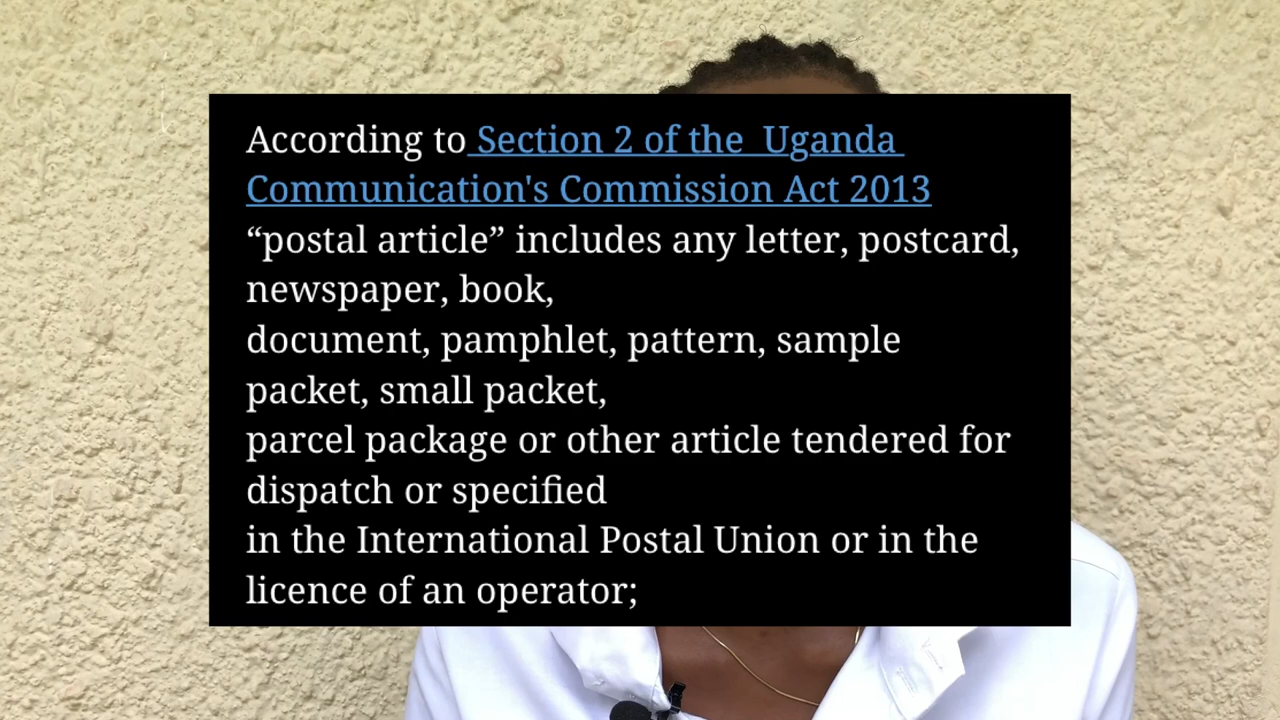 According to Section 2 of the  Uganda
Communication's Commission Act 2013
“postal article” includes any letter, postcard,
newspaper, book,
document, pamphlet, pattern, sample
packet, small packet,
parcel package or other article tendered for
dispatch or specified
in the International Postal Union or in the
licence of an operator;